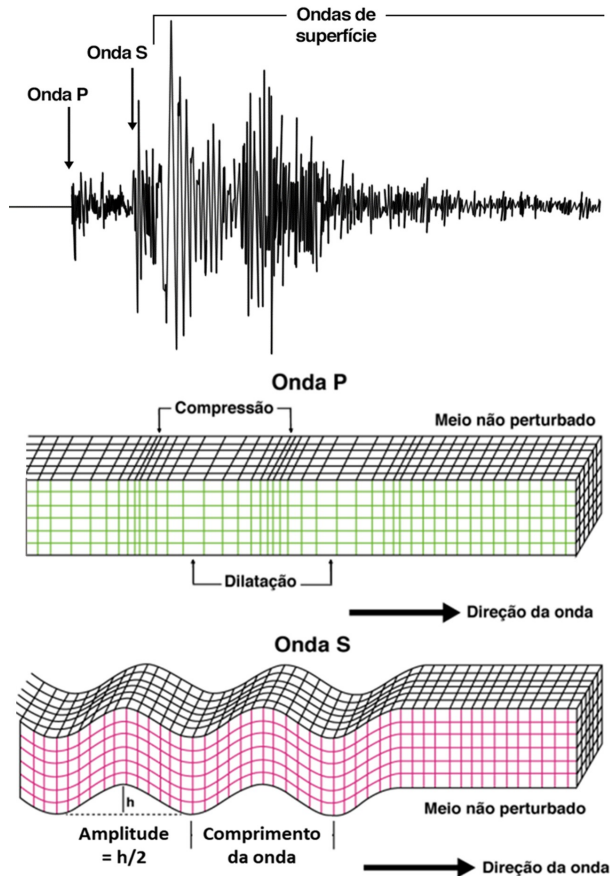 Ondas de
superfície
Onda S
Onda P
Onda P
Compressão
Meio não perturbado
Dilatação
Direção da onda
Onda S
h
Meio não perturbado
Amplitude
= h/2
Comprimento
da onda
Direção da onda